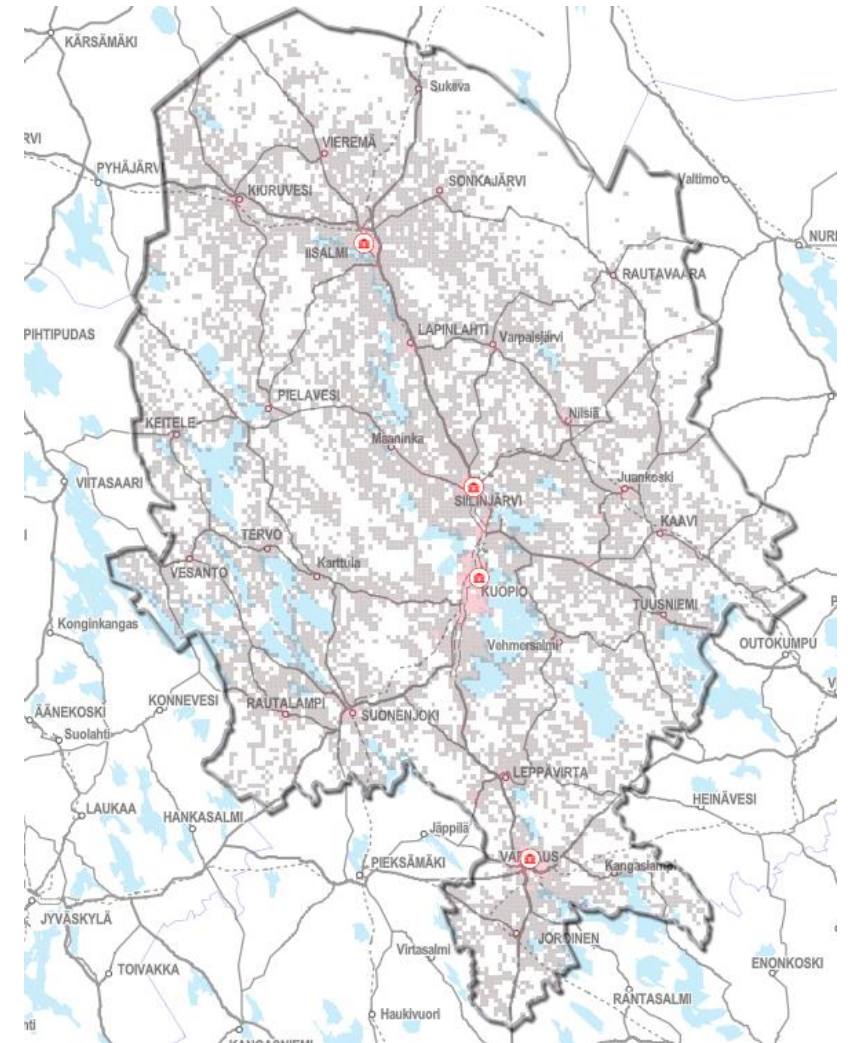 KÄRSÄMÄKI
Sukeva
VIEREMÄ
PYHÄJÄRVI
Valtimo
KIURUVESI
SONKAJÄRVI
IISALMI
RAUTAVAARA
LAPINLAHTI
Varpaisjärvi
PIHTIPUDAS
PIELAVESI
Nilsiä
KEITELE
Maaninka
VIITASAARI
Juankoski
SIILINJÄRVI
KAAVI
TERVO
VESANTO
Karttula
KUOPIO
TUUSNIEMI
Konginkangas
Vehmersalmi
OUTOKUMPU
KONNEVESI
RAUTALAMPI
ÄÄNEKOSKI
SUONENJOKI
Suolahti
LEPPÄVIRTA
HEINÄVESI
LAUKAA
HANKASALMI
Jäppilä
PIEKSÄMÄKI
Kangaslampi
JYVÄSKYLÄ
JOROINEN
Virtasalmi
TOIVAKKA
ENONKOSKI
RANTASALMI
Haukivuori